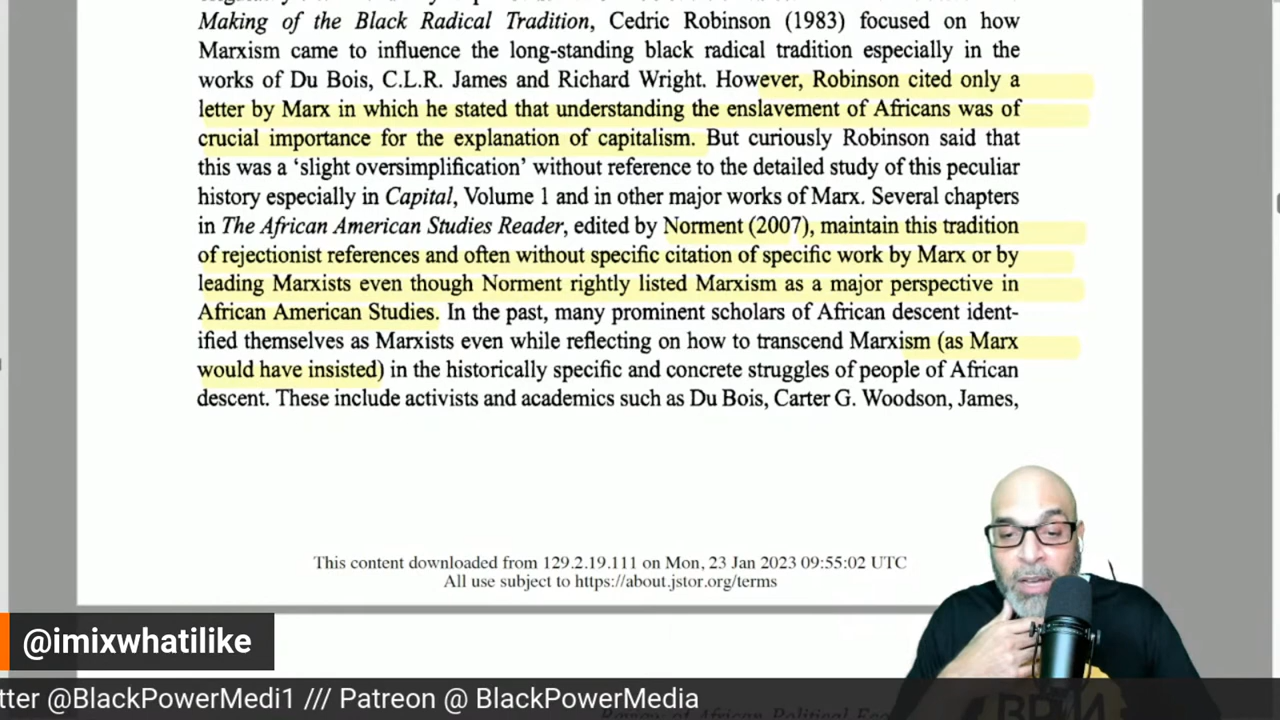 Making of the Black Radical Tradition, Cedric Robinson (1983) focused on how
Marxism came to influence the long-standing black radical tradition especially in the
works of Du Bois, C.L.R. James and Richard Wright. However, Robinson cited only a
letter by Marx in which he stated that understanding the enslavement of Africans was of
crucial importance for the explanation of capitalism. But curiously Robinson said that
this was a ‘slight oversimplification’ without reference to the detailed study of this peculiar
history especially in Capital, Volume 1 and in other major works of Marx. Several chapters
in The African American Studies Reader, edited by Norment (2007), maintain this tradition
of rejectionist references and often without specific citation of specific work by Marx or by
leading Marxists even though Norment rightly listed Marxism as a major perspective in
African American Studies. In the past, many prominent scholars of African descent ident-
ified themselves as Marxists even while reflecting on how to transcend Marxism (as Marx
would have insisted) in the historically specific and concrete struggles of people of African
descent. These include activists and academics such as Du Bois, Carter G. Woodson, James,
This content downloaded from 129.2.19.111 on Mon, 23 Jan 2023 09:55:02 UTC
All use subject to https://about.jstor.org/terms
@imixwhatilike
tter @BlackPowerMedi1 /// Patreon @ BlackPowerMedia